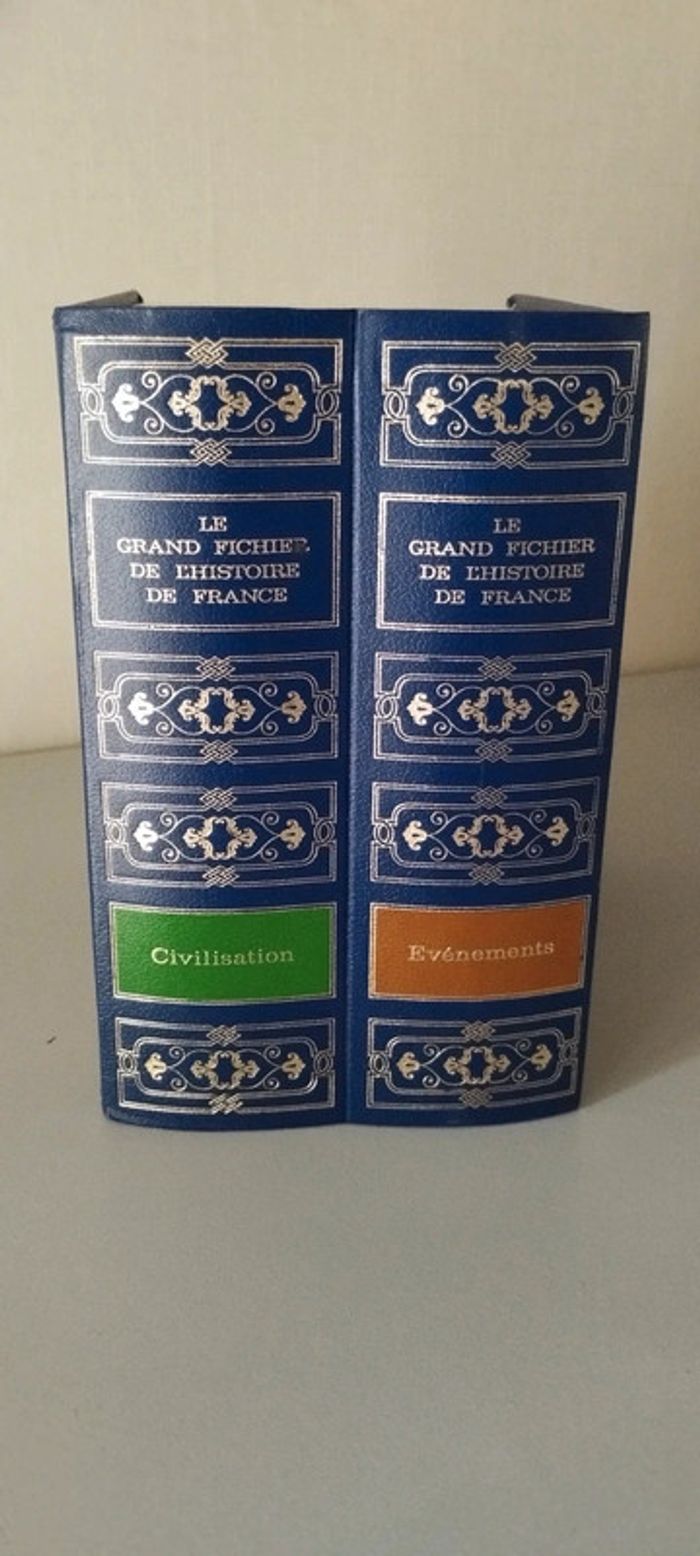 LE
GRAND FICHIER
DE L'HISTOIRE
DE FRANCE
Civilisation
LE
GRAND FICHIER
DE L'HISTOIRE
DE FRANCE
Evénements